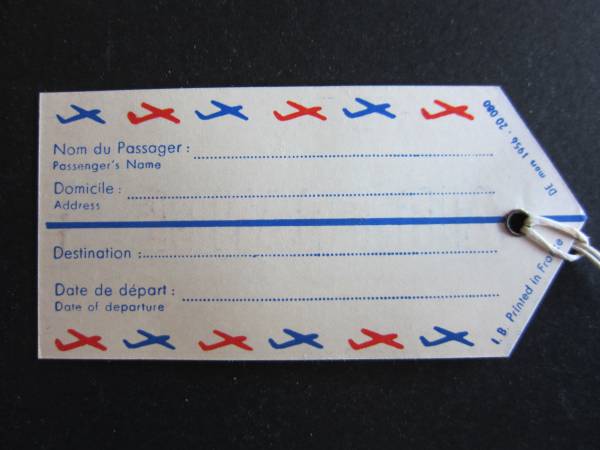 Nom du Passager :
Passenger's Name
Domicile :
Address
Destination :
Date de départ :
Date of departure
DE mon 1956 - 20 000
I. B. Printed in France